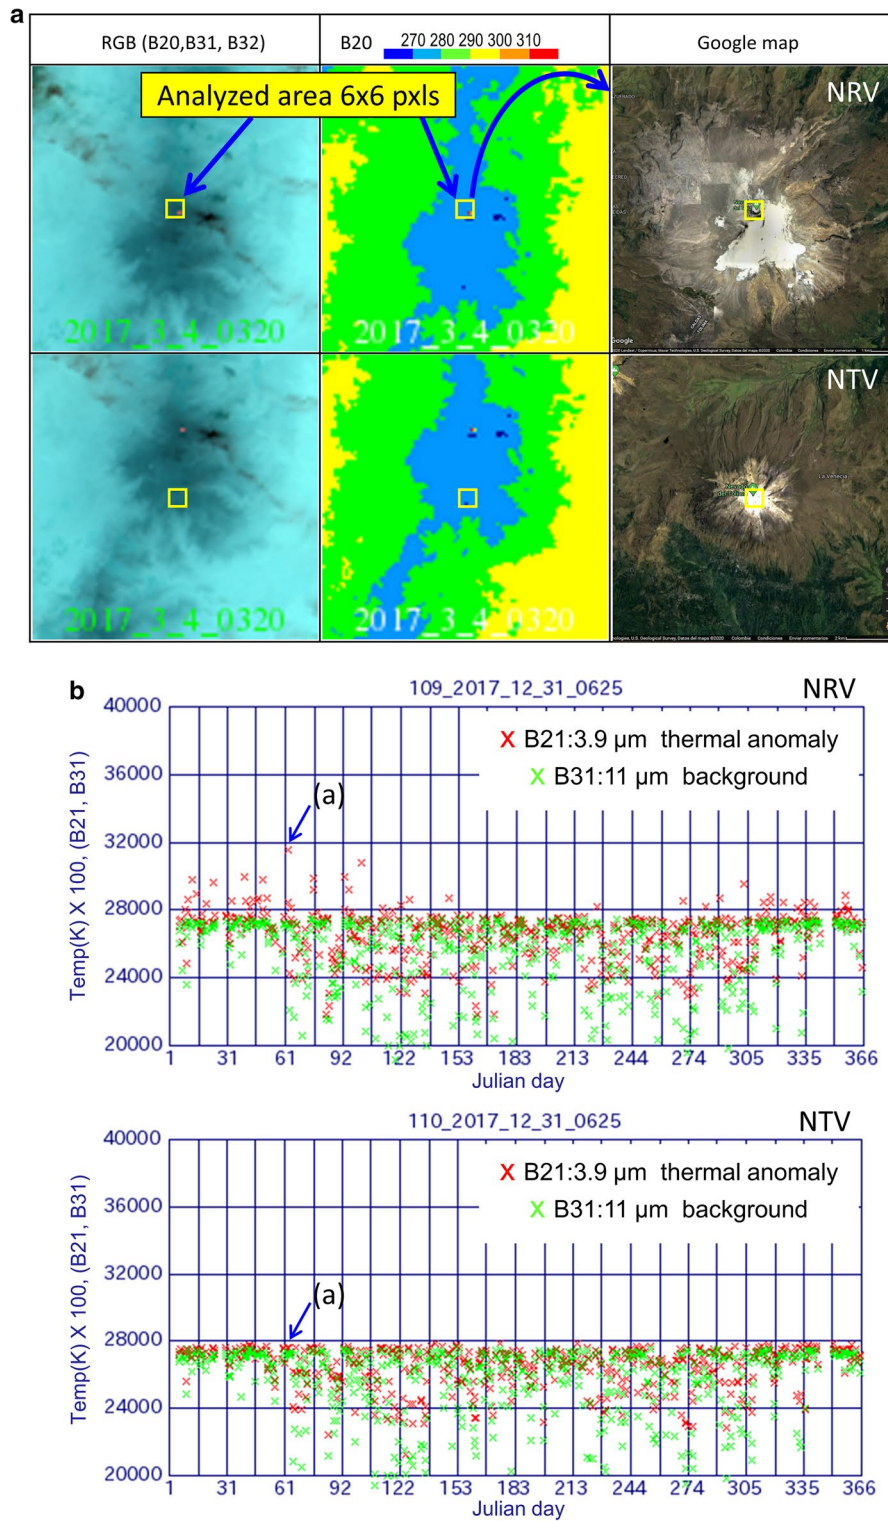 a
RGB (B20,B31, B32)
B20
270 280 290 300 310
Google map
Analyzed area 6x6 pxls
NRV
2017_3_4_0320
2017_3_4_0320
Google
NTV
La Venecia
2017_3_4_0320
2017_3_4_0320
b
109_2017_12_31_0625
NRV
40000
36000
32000
28000
24000
20000
Temp(K) X 100, (B21, B31)
X B21:3.9 µm thermal anomaly
X B31:11 µm background
(a)
1 31 61 92 122 153 183 213 244 274 305 335 366
Julian day
110_2017_12_31_0625
NTV
40000
36000
32000
28000
24000
20000
Temp(K) X 100, (B21, B31)
X B21:3.9 µm thermal anomaly
X B31:11 µm background
(a)
1 31 61 92 122 153 183 213 244 274 305 335 366
Julian day